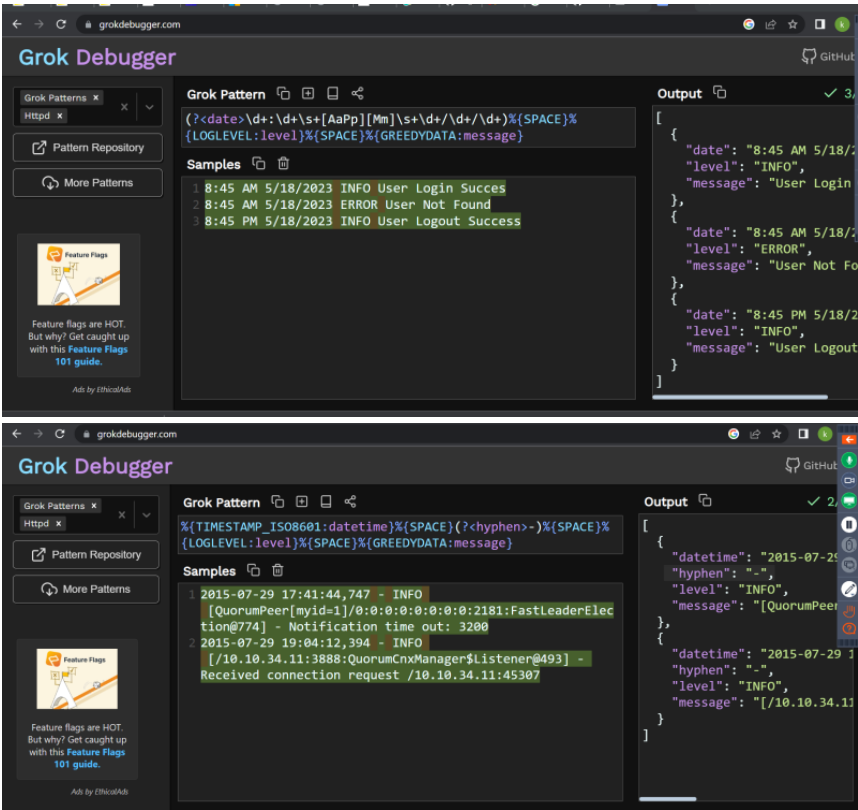 grokdebugger.com
Grok Debugger
GitHub
Grok Patterns ×
Httpd ×
Pattern Repository
More Patterns
Feature Flags
Feature flags are HOT.
But why? Get caught up
with this Feature Flags
101 guide.
Ads by EthicalAds
Grok Pattern
(?<date>\d+:\d+\s+[AaPp][Mm]\s+\d+/\d+/\d+)%{SPACE}%
{LOGLEVEL:level}%{SPACE}%{GREEDYDATA:message}
Samples
1 8:45 AM 5/18/2023 INFO User Login Succes
2 8:45 AM 5/18/2023 ERROR User Not Found
3 8:45 PM 5/18/2023 INFO User Logout Success
Output
3/
[
{
"date": "8:45 AM 5/18/2
"level": "INFO",
"message": "User Login
},
{
"date": "8:45 AM 5/18/2
"level": "ERROR",
"message": "User Not Fo
},
{
"date": "8:45 PM 5/18/2
"level": "INFO",
"message": "User Logout
}
]
grokdebugger.com
Grok Debugger
GitHub
Grok Patterns ×
Httpd ×
Pattern Repository
More Patterns
Feature Flags
Feature flags are HOT.
But why? Get caught up
with this Feature Flags
101 guide.
Ads by EthicalAds
Grok Pattern
%{TIMESTAMP_ISO8601:datetime}%{SPACE}(?<hyphen>-)%{SPACE}%
{LOGLEVEL:level}%{SPACE}%{GREEDYDATA:message}
Samples
1 2015-07-29 17:41:44,747 - INFO
[QuorumPeer[myid=1]/0:0:0:0:0:0:0:0:2181:FastLeaderElec
tion@774] - Notification time out: 3200
2 2015-07-29 19:04:12,394 - INFO
[/10.10.34.11:3888:QuorumCnxManager$Listener@493] -
Received connection request /10.10.34.11:45307
Output
2/
[
{
"datetime": "2015-07-29
"hyphen": "-",
"level": "INFO",
"message": "[QuorumPeer
},
{
"datetime": "2015-07-29 1
"hyphen": "-",
"level": "INFO",
"message": "[/10.10.34.11
}
]